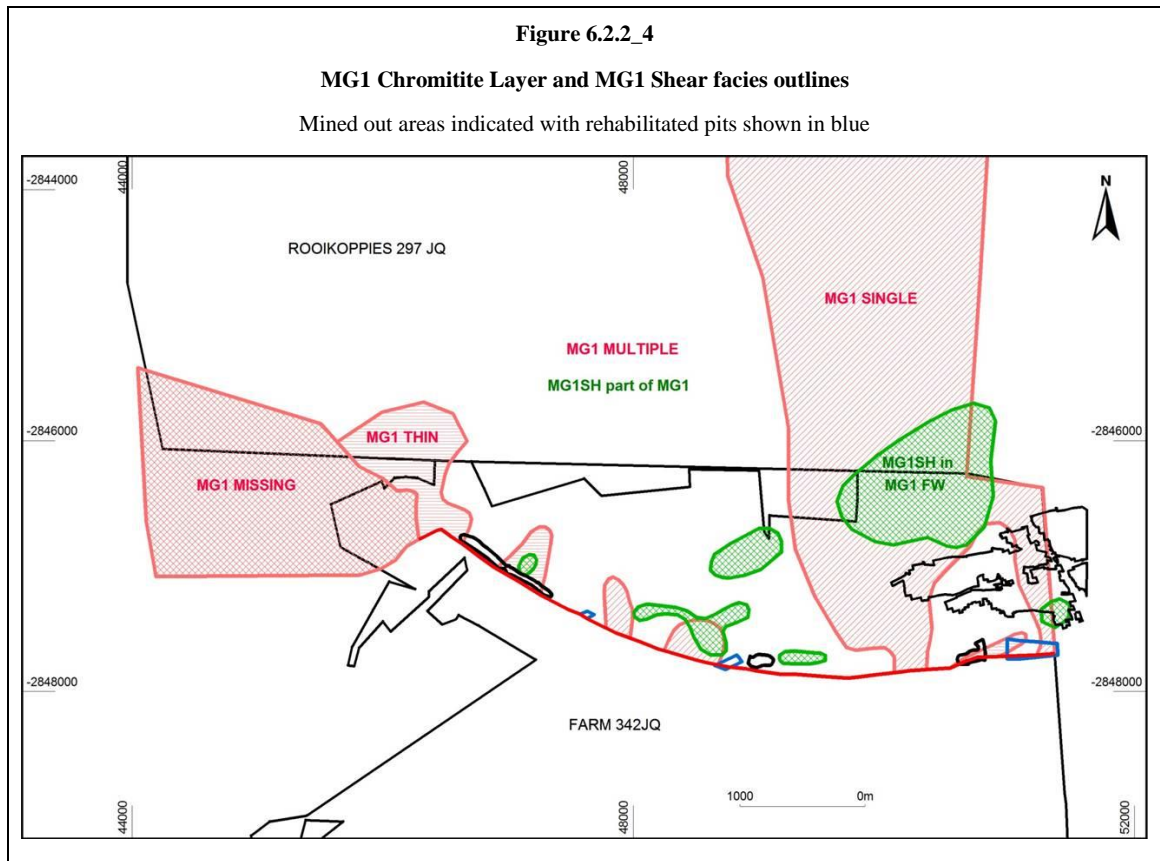 Figure 6.2.2_4
MG1 Chromitite Layer and MG1 Shear facies outlines
Mined out areas indicated with rehabilitated pits shown in blue
44000
48000
-2844000
-2844000
N
ROOIKOPPIES 297 JQ
MG1 SINGLE
MG1 MULTIPLE
MG1SH part of MG1
-2846000
-2846000
MG1 THIN
MG1SH in
MG1 FW
MG1 MISSING
-2848000
-2848000
FARM 342JQ
1000
0m
44000
48000
52000